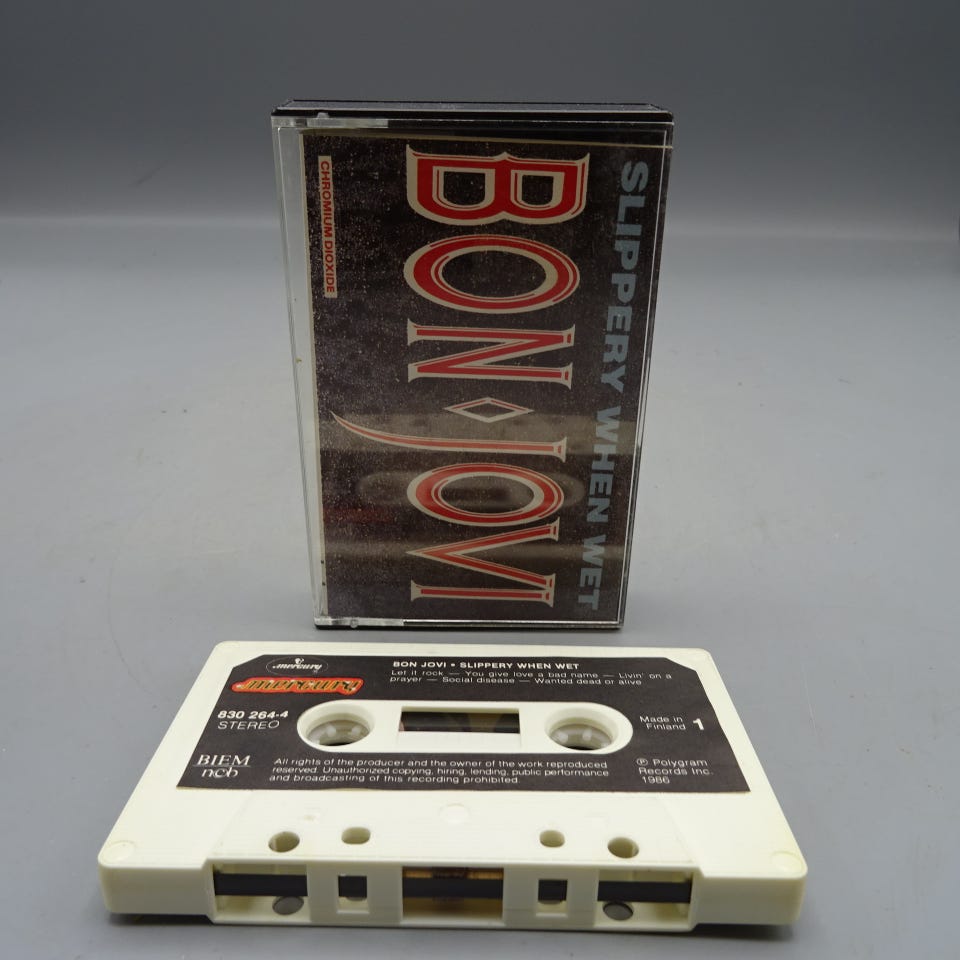 SLIPPERY WHEN WET
BON JOVI
CHROMIUM DIOXIDE
mercury
mercury
BON JOVI • SLIPPERY WHEN WET
Let it rock — You give love a bad name — Livin' on a
prayer — Social disease — Wanted dead or alive
830 264-4
STEREO
Made in
Finland
1
BIEM
ncb
All rights of the producer and the owner of the work reproduced
reserved. Unauthorized copying, hiring, lending, public performance
and broadcasting of this recording prohibited.
℗ Polygram
Records Inc.
1986